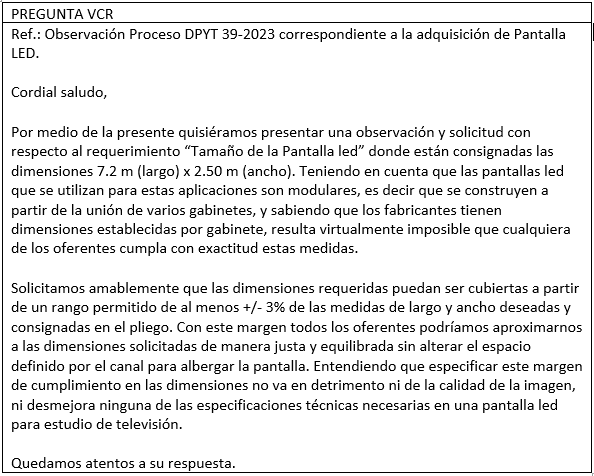 PREGUNTA VCR
Ref.: Observación Proceso DPYT 39-2023 correspondiente a la adquisición de Pantalla
LED.
Cordial saludo,
Por medio de la presente quisiéramos presentar una observación y solicitud con
respecto al requerimiento “Tamaño de la Pantalla led” donde están consignadas las
dimensiones 7.2 m (largo) x 2.50 m (ancho). Teniendo en cuenta que las pantallas led
que se utilizan para estas aplicaciones son modulares, es decir que se construyen a
partir de la unión de varios gabinetes, y sabiendo que los fabricantes tienen
dimensiones establecidas por gabinete, resulta virtualmente imposible que cualquiera
de los oferentes cumpla con exactitud estas medidas.
Solicitamos amablemente que las dimensiones requeridas puedan ser cubiertas a partir
de un rango permitido de al menos +/- 3% de las medidas de largo y ancho deseadas y
consignadas en el pliego. Con este margen todos los oferentes podríamos aproximarnos
a las dimensiones solicitadas de manera justa y equilibrada sin alterar el espacio
definido por el canal para albergar la pantalla. Entendiendo que especificar este margen
de cumplimiento en las dimensiones no va en detrimento ni de la calidad de la imagen,
ni desmejora ninguna de las especificaciones técnicas necesarias en una pantalla led
para estudio de televisión.
Quedamos atentos a su respuesta.